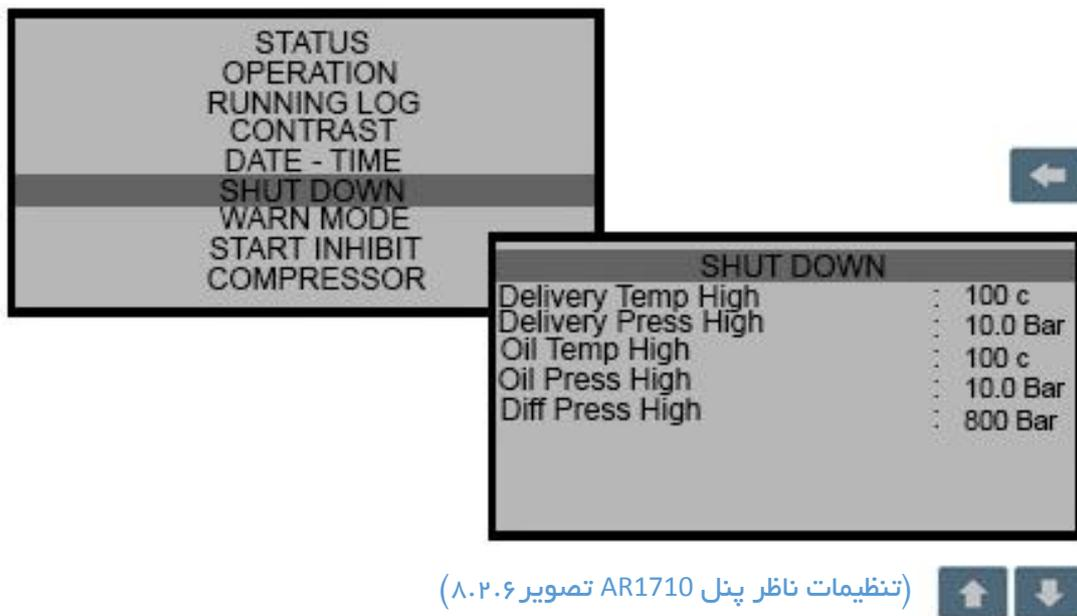 STATUS
OPERATION
RUNNING LOG
CONTRAST
DATE - TIME
SHUT DOWN
WARN MODE
START INHIBIT
COMPRESSOR
SHUT DOWN
Delivery Temp High : 100 c
Delivery Press High : 10.0 Bar
Oil Temp High : 100 c
Oil Press High : 10.0 Bar
Diff Press High : 800 Bar
(تنظیمات ناظر پنل AR1710 تصویر ۸.۲.۶)